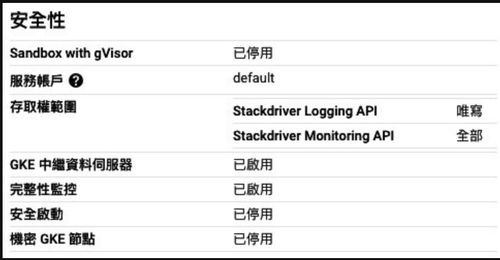 安全性
Sandbox with gVisor 已停用
服務帳戶 ? default
存取權範圍 Stackdriver Logging API 唯寫
Stackdriver Monitoring API 全部
GKE 中繼資料伺服器 已啟用
完整性監控 已啟用
安全啟動 已停用
機密 GKE 節點 已停用